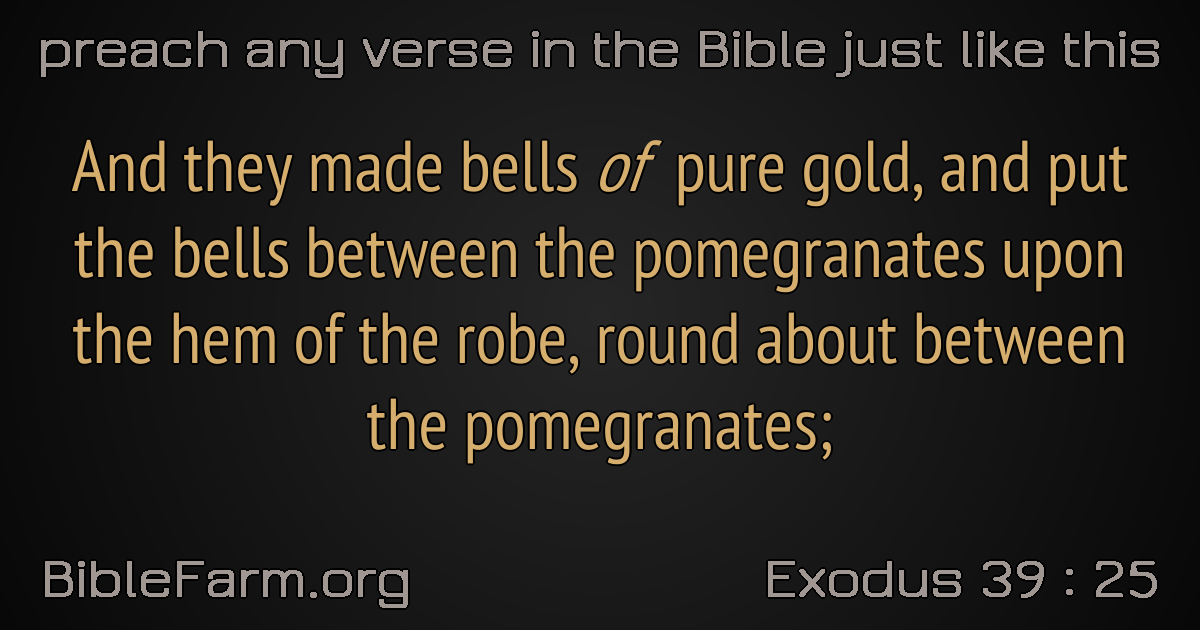 preach any verse in the Bible just like this
And they made bells of pure gold, and put
the bells between the pomegranates upon
the hem of the robe, round about between
the pomegranates;
BibleFarm.org
Exodus 39 : 25